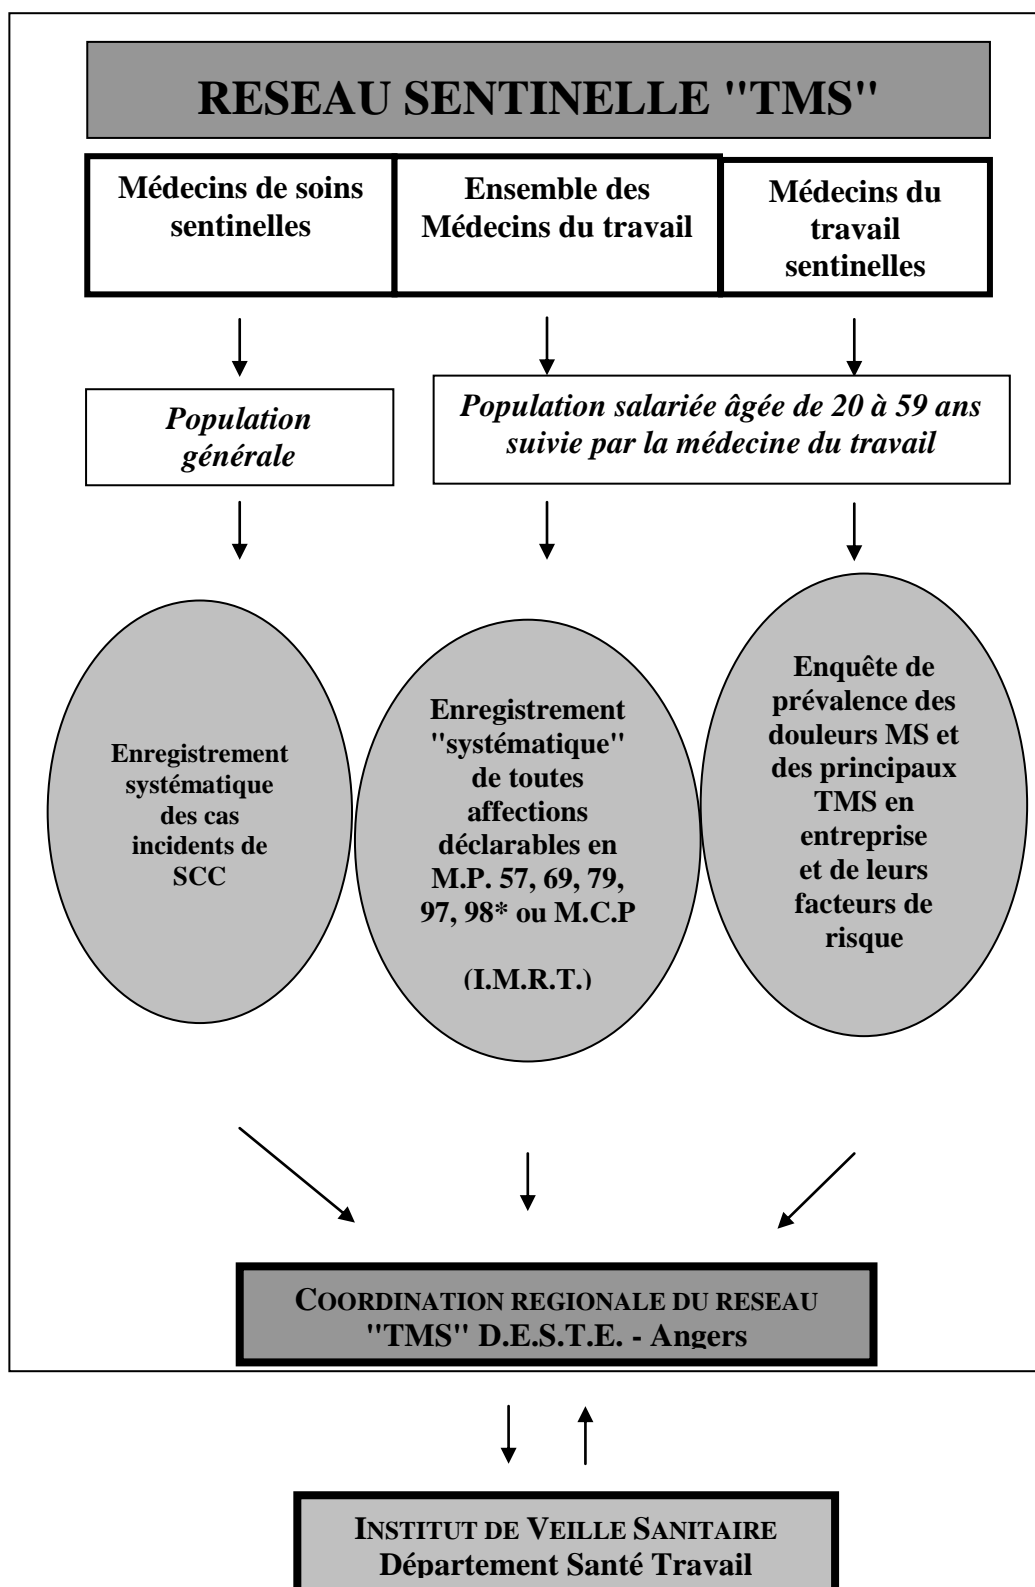 RESEAU SENTINELLE "TMS"
Médecins de soins
sentinelles
Ensemble des
Médecins du travail
Médecins du
travail
sentinelles
Population
générale
Population salariée âgée de 20 à 59 ans
suivie par la médecine du travail
Enregistrement
systématique
des cas
incidents de
SCC
Enregistrement
"systématique"
de toutes
affections
déclarables en
M.P. 57, 69, 79,
97, 98* ou M.C.P
(I.M.R.T.)
Enquête de
prévalence des
douleurs MS et
des principaux
TMS en
entreprise
et de leurs
facteurs de
risque
COORDINATION REGIONALE DU RESEAU
"TMS" D.E.S.T.E. - Angers
INSTITUT DE VEILLE SANITAIRE
Département Santé Travail